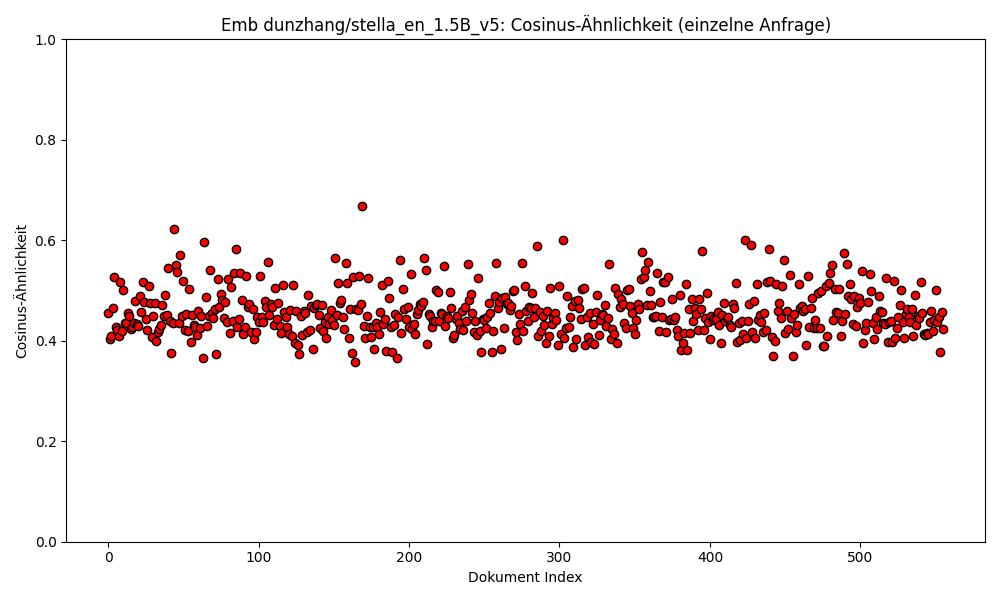 Emb dunzhang/stella_en_1.5B_v5: Cosinus-Ähnlichkeit (einzelne Anfrage)
1.0
0.8
0.6
0.4
0.2
0.0
Cosinus-Ähnlichkeit
0 100 200 300 400 500
Dokument Index